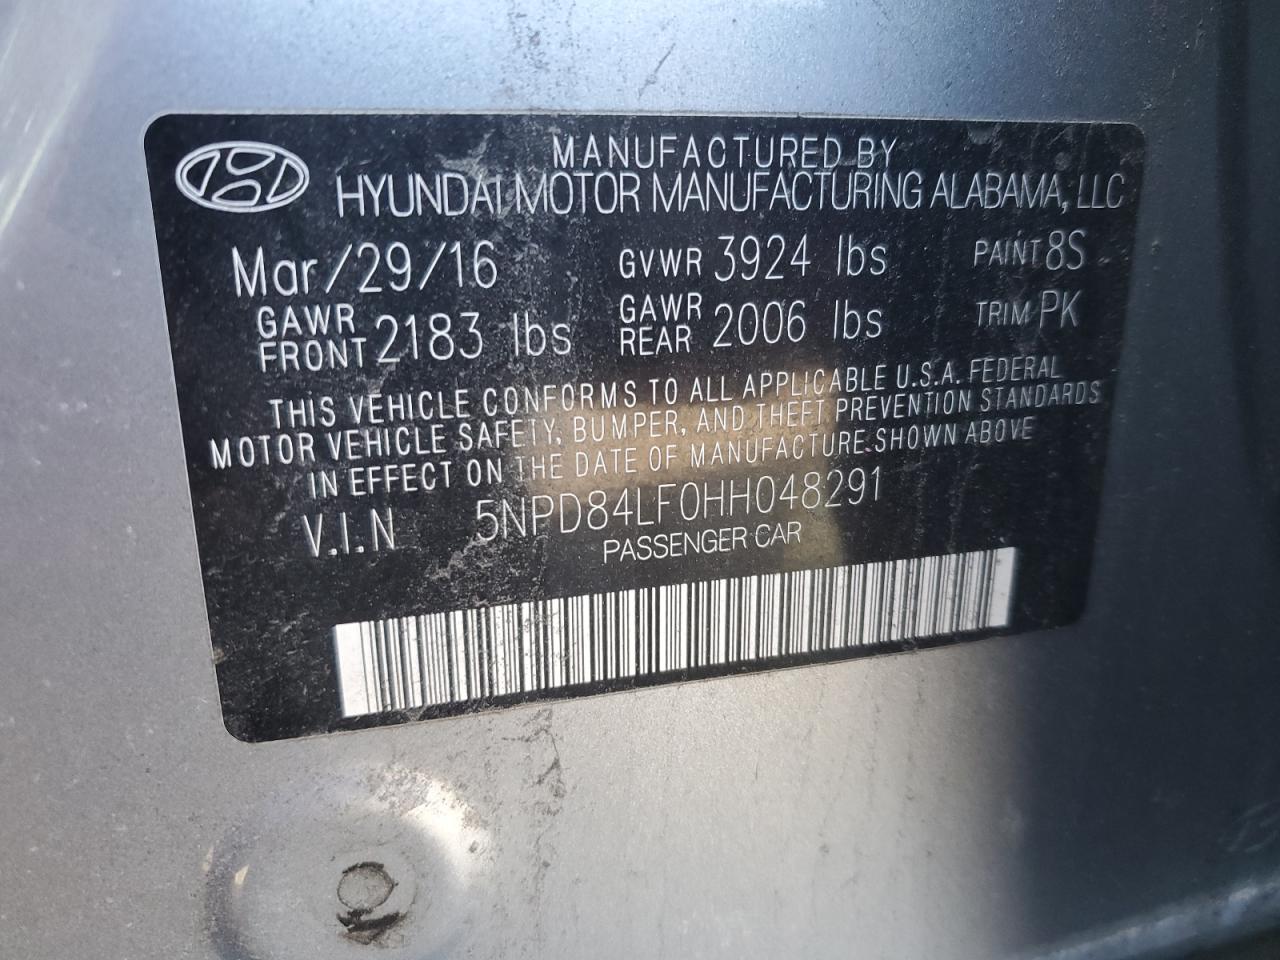 MANUFACTURED BY
HYUNDAI MOTOR MANUFACTURING ALABAMA, LLC
Mar/29/16 GVWR 3924 lbs PAINT 8S
GAWR FRONT 2183 lbs GAWR REAR 2006 lbs TRIM PK
THIS VEHICLE CONFORMS TO ALL APPLICABLE U.S.A. FEDERAL
MOTOR VEHICLE SAFETY, BUMPER, AND THEFT PREVENTION STANDARDS
IN EFFECT ON THE DATE OF MANUFACTURE SHOWN ABOVE
V.I.N 5NPD84LF0HH048291
PASSENGER CAR